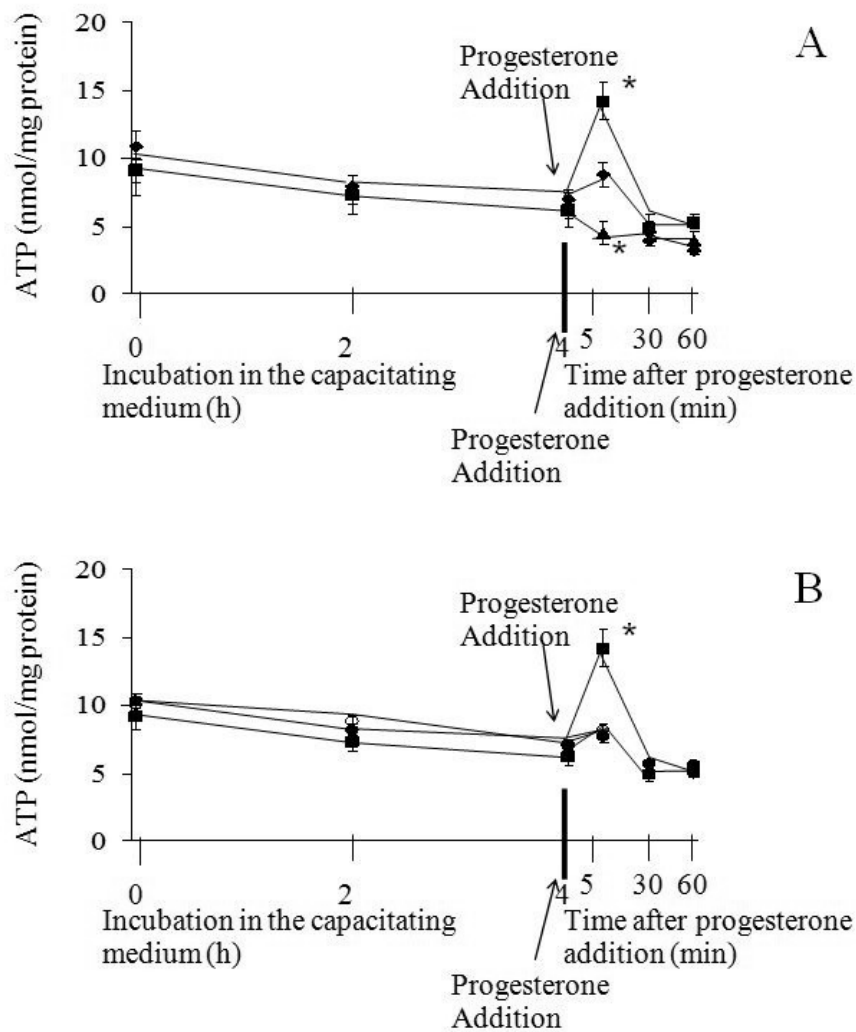 A
20
15
10
5
0
ATP (nmol/mg protein)
Progesterone
Addition
*
*
0
2
4
5
30
60
Incubation in the capacitating
medium (h)
Time after progesterone
addition (min)
Progesterone
Addition
B
20
15
10
5
0
ATP (nmol/mg protein)
Progesterone
Addition
*
0
2
4
5
30
60
Incubation in the capacitating
medium (h)
Time after progesterone
addition (min)
Progesterone
Addition